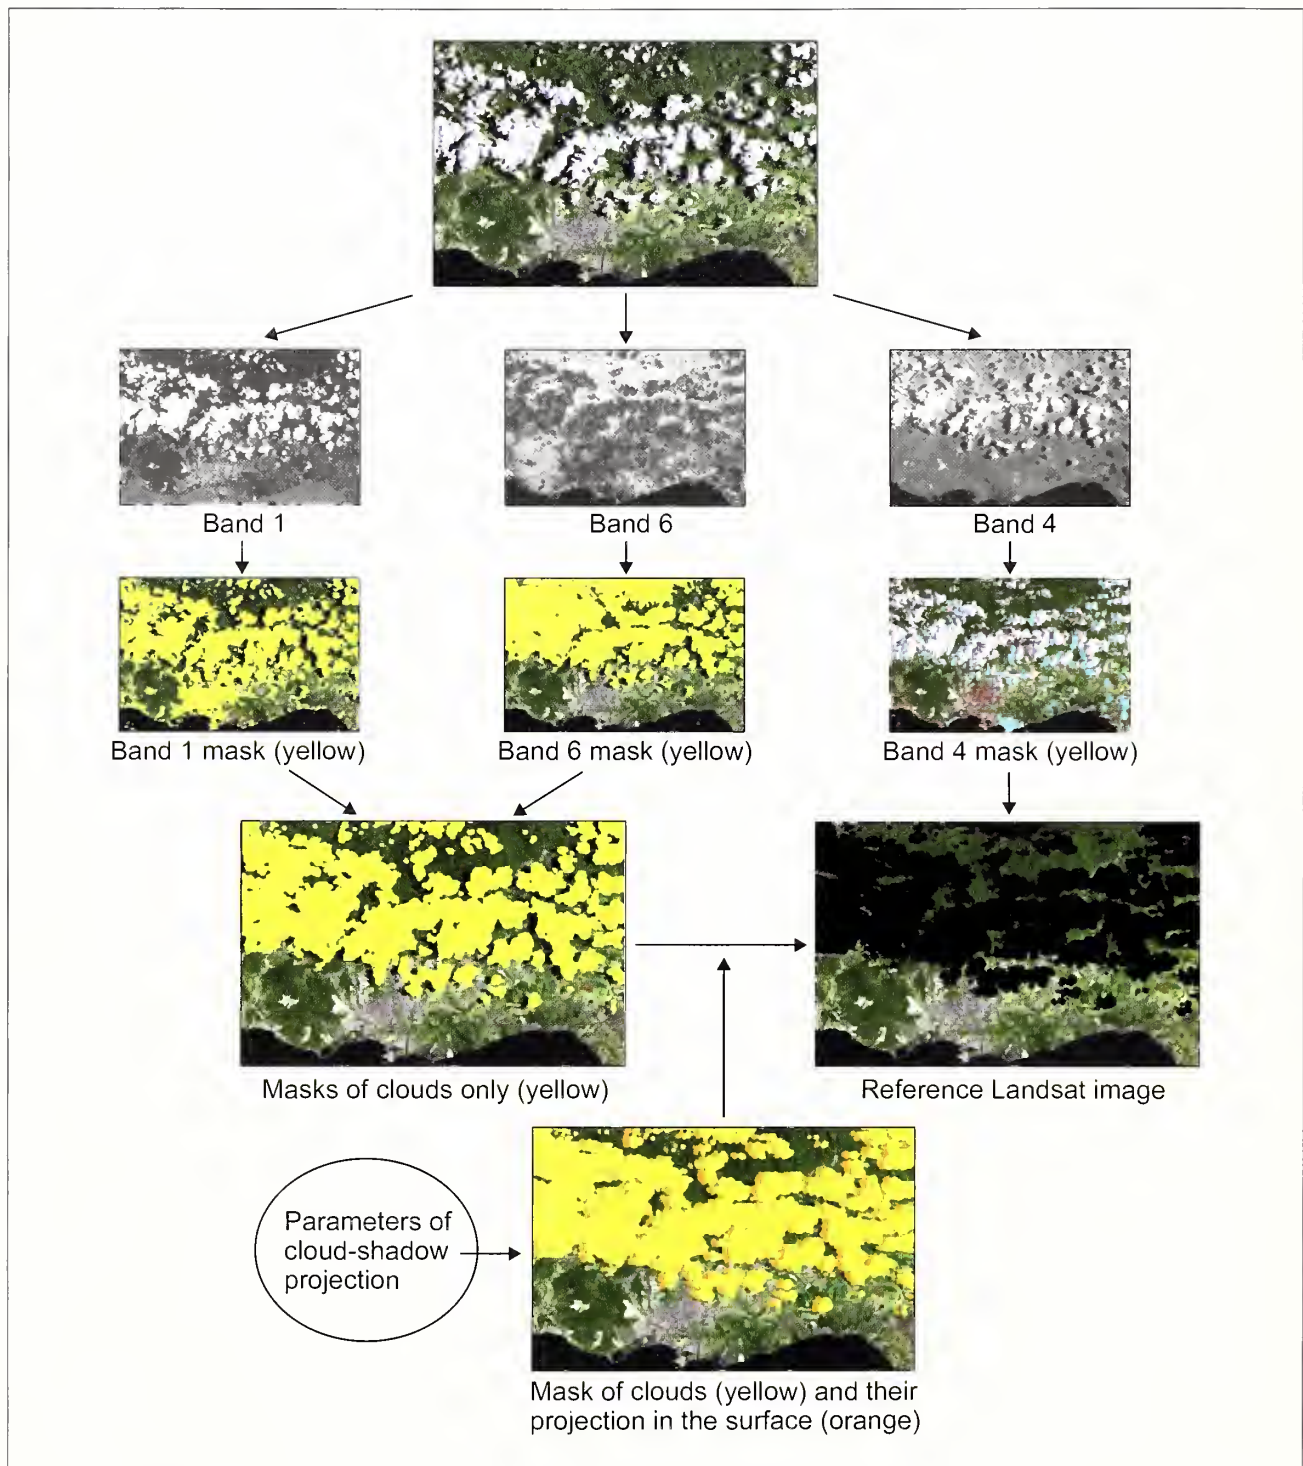 Band 1
Band 6
Band 4
Band 1 mask (yellow)
Band 6 mask (yellow)
Band 4 mask (yellow)
Masks of clouds only (yellow)
Reference Landsat image
Parameters of
cloud-shadow
projection
Mask of clouds (yellow) and their
projection in the surface (orange)